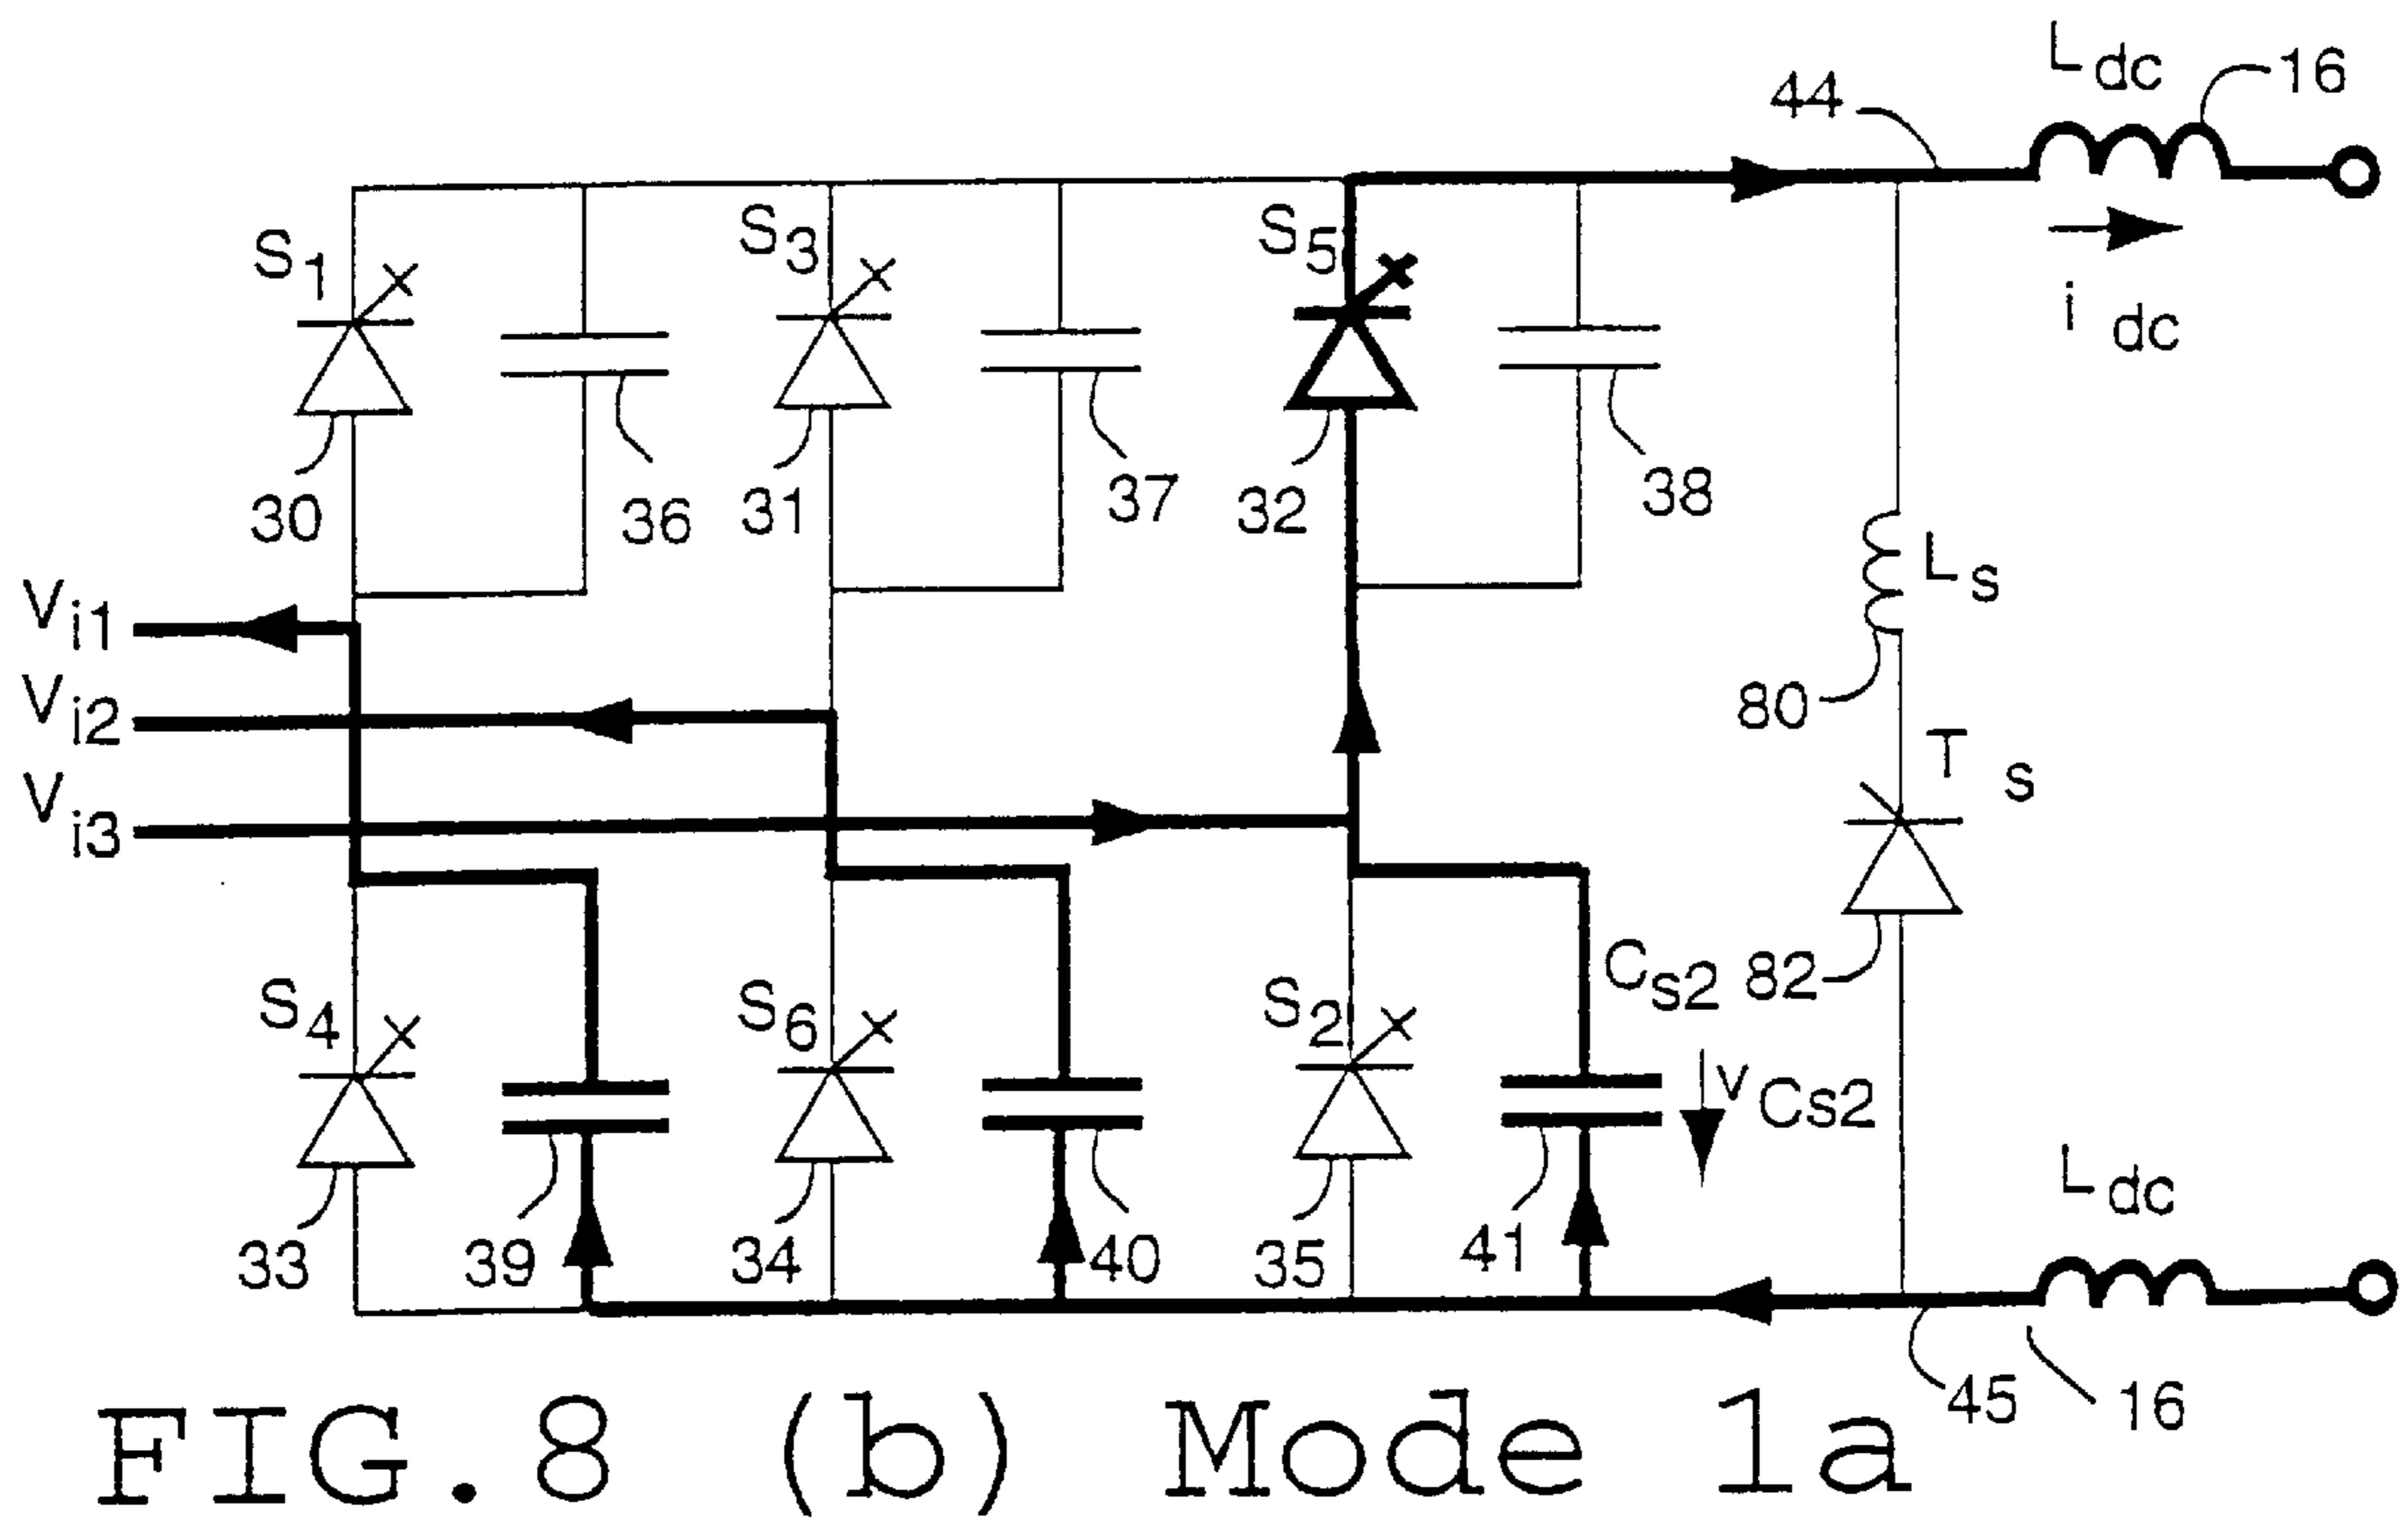 Ldc
16
44
idc
S1
S3
S5
30
36
31
37
32
38
Vi1
Vi2
Vi3
Ls
80
Ts
S4
S6
S2
Cs2
82
vCs2
Ldc
33
39
34
40
35
41
45
16
FIG.8 (b) Mode 1a